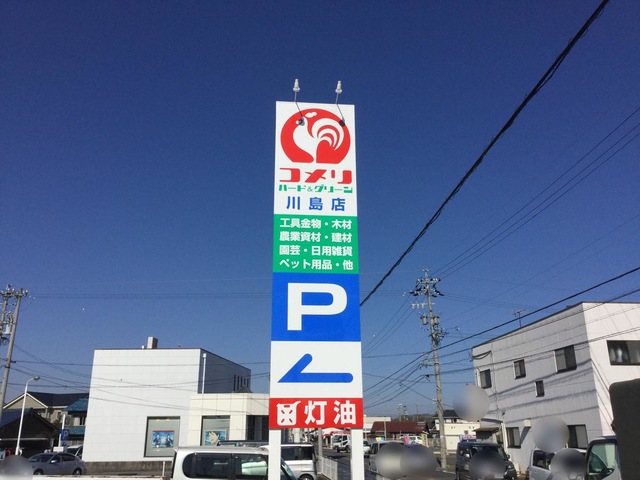 コメリ
ハード&グリーン
川島店
工具金物・木材
農業資材・建材
園芸・日用雑貨
ペット用品・他
P
灯油